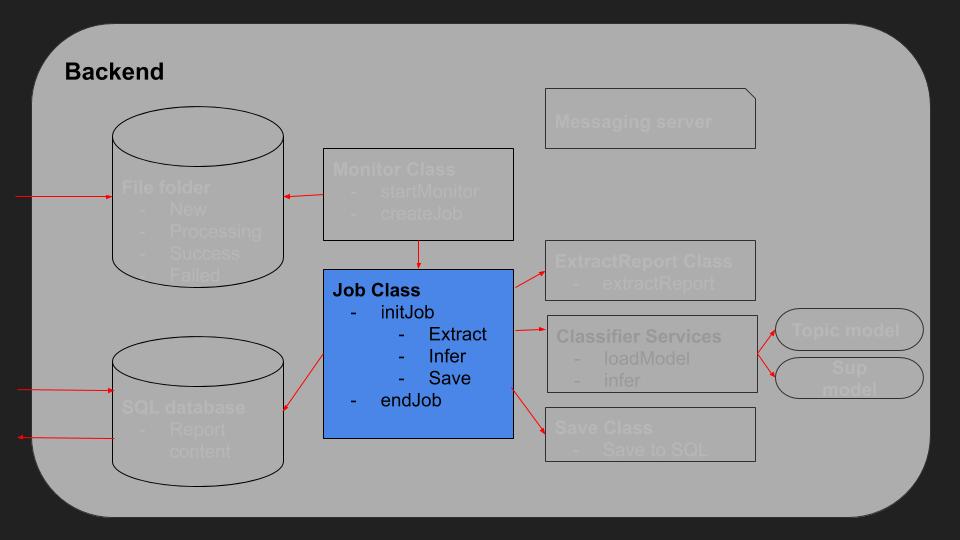 Backend
Messaging server
Monitor Class
- startMonitor
- createJob
File folder
- New
- Processing
- Success
- Failed
ExtractReport Class
- extractReport
Job Class
- initJob
- Extract
- Infer
- Save
- endJob
Classifier Services
- loadModel
- infer
Topic model
Sup
model
SQL database
- Report
content
Save Class
- Save to SQL